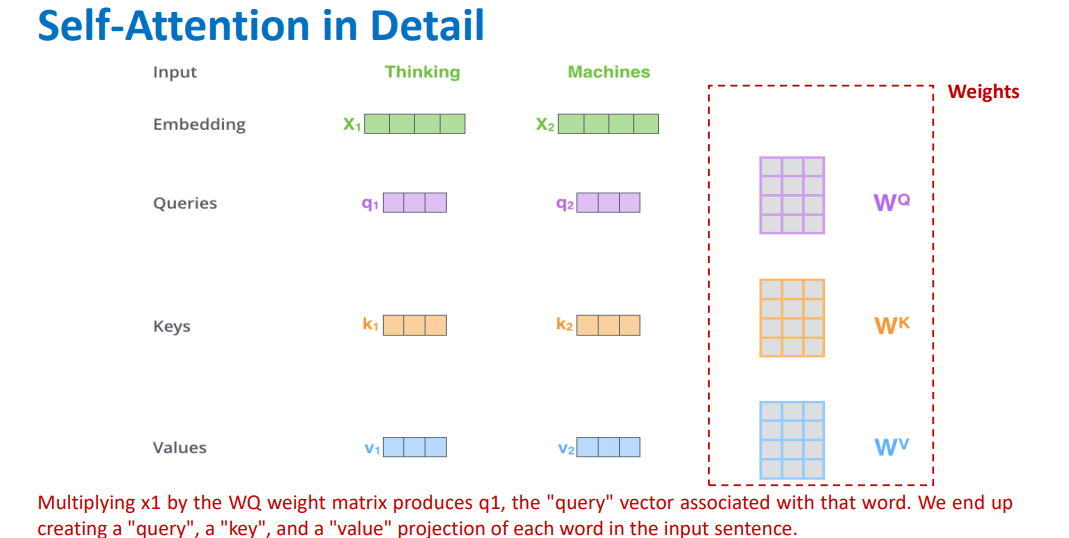 Self-Attention in Detail
Input Thinking Machines
Weights
Embedding X₁ X₂
Queries q₁ q₂ WQ
Keys k₁ k₂ WK
Values v₁ v₂ WV
Multiplying x1 by the WQ weight matrix produces q1, the "query" vector associated with that word. We end up
creating a "query", a "key", and a "value" projection of each word in the input sentence.